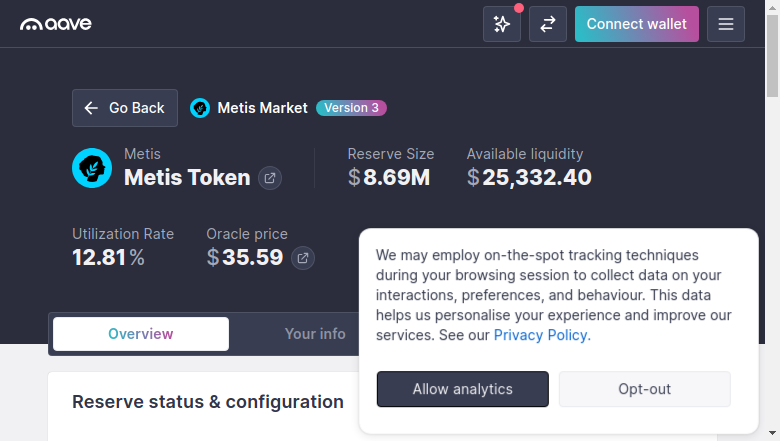 aave
Connect wallet
Go Back
Metis Market
Version 3
Metis
Metis Token
Reserve Size
$8.69M
Available liquidity
$25,332.40
Utilization Rate
12.81%
Oracle price
$35.59
We may employ on-the-spot tracking techniques
during your browsing session to collect data on your
interactions, preferences, and behaviour. This data
helps us personalise your experience and improve our
services. See our Privacy Policy.
Allow analytics
Opt-out
Overview
Your info
Reserve status & configuration